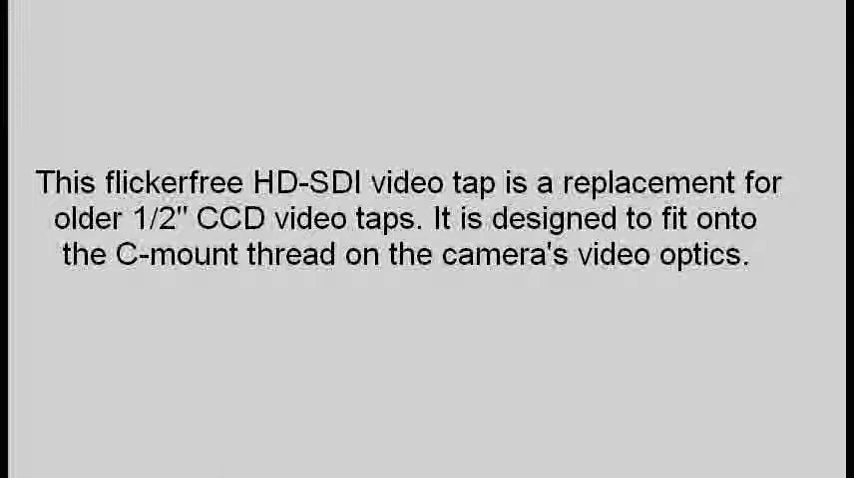 This flickerfree HD-SDI video tap is a replacement for
older 1/2" CCD video taps. It is designed to fit onto
the C-mount thread on the camera's video optics.